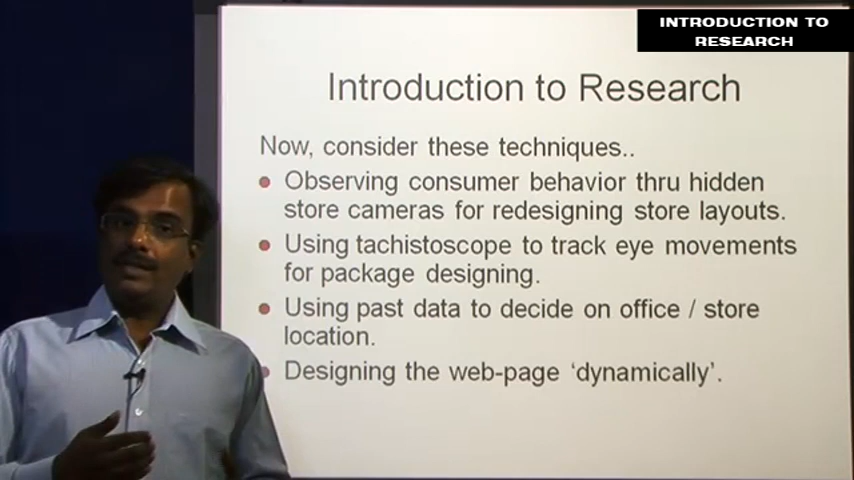 INTRODUCTION TO
RESEARCH
Introduction to Research
Now, consider these techniques..
Observing consumer behavior thru hidden
store cameras for redesigning store layouts.
Using tachistoscope to track eye movements
for package designing.
Using past data to decide on office / store
location.
Designing the web-page ‘dynamically’.